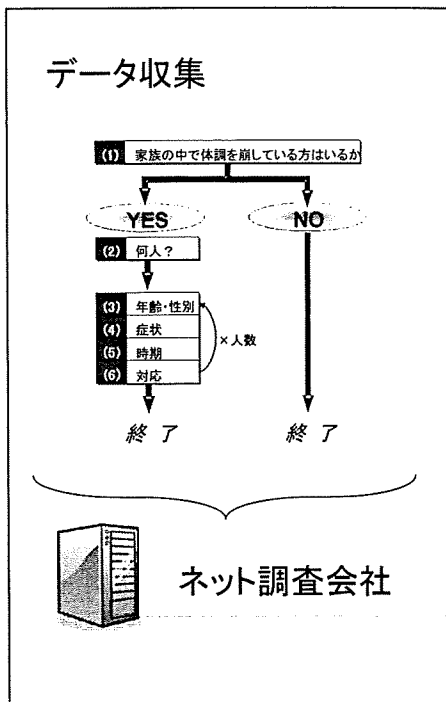 データ収集
(1) 家族の中で体調を崩している方はいるか
YES
NO
(2) 何人？
(3) 年齢・性別
(4) 症状
(5) 時期
(6) 対応
×人数
終了
終了
ネット調査会社